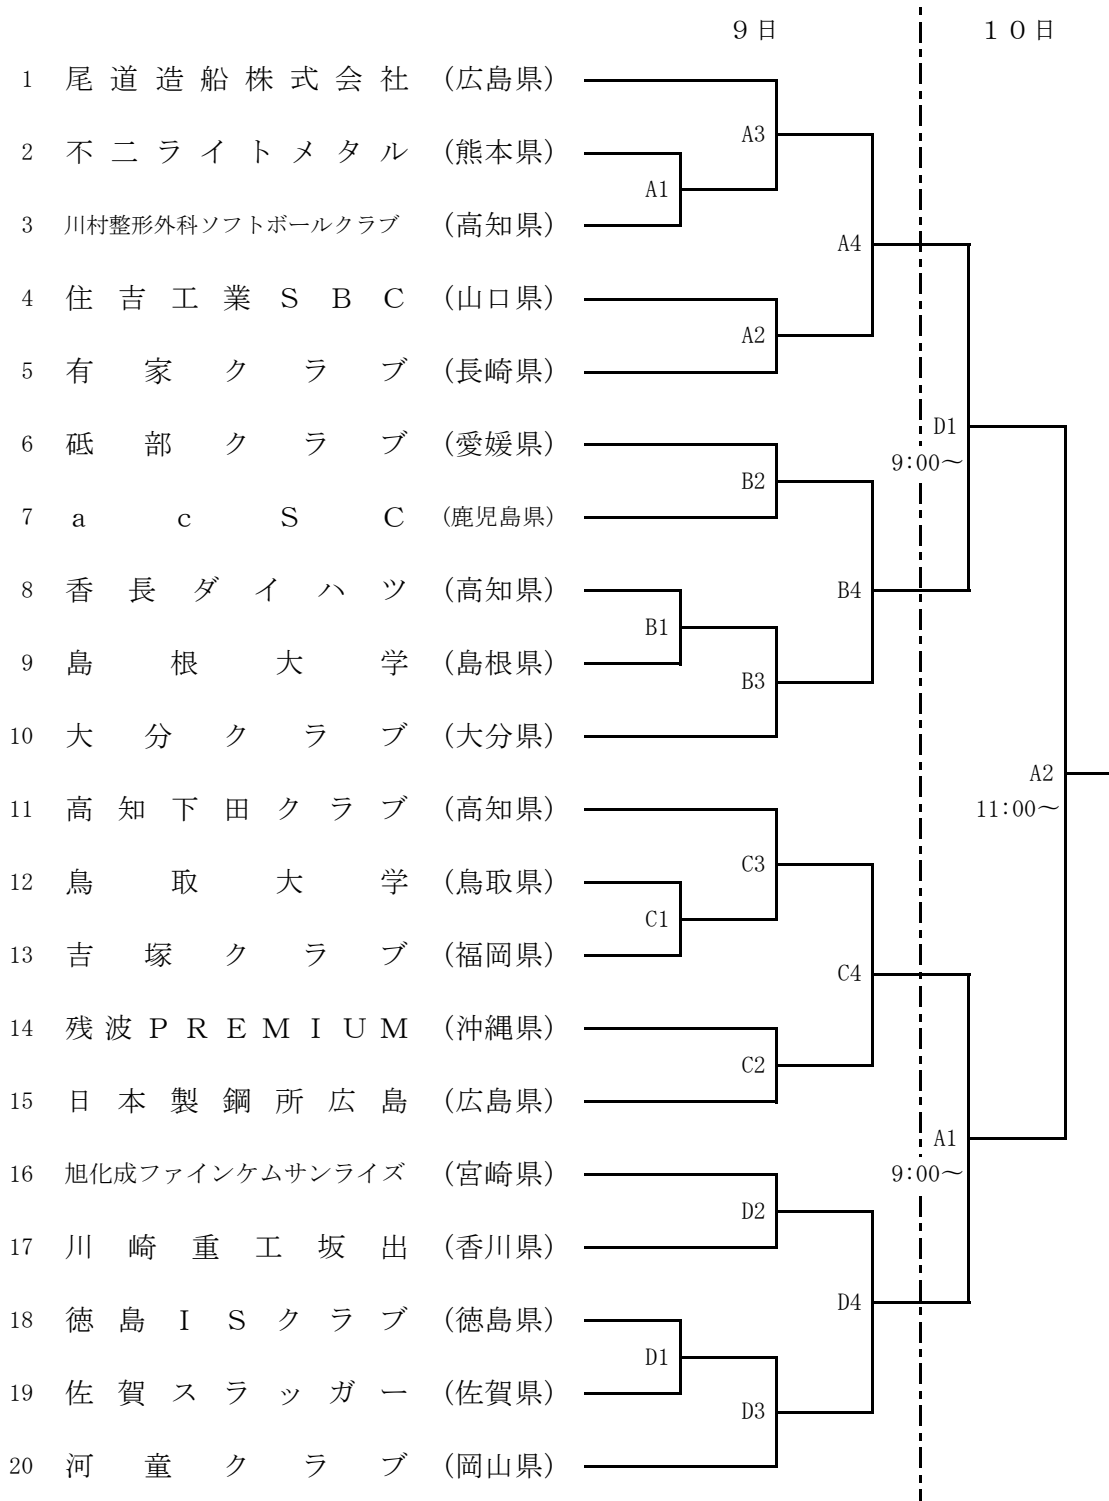 9日 10日
1 尾道造船株式会社 (広島県)
A3
2 不二ライトメタル (熊本県)
A1
3 川村整形外科ソフトボールクラブ (高知県)
A4
4 住吉工業SBC (山口県)
A2
5 有家クラブ (長崎県)
D1
6 砥部クラブ (愛媛県)
9:00～
B2
7 acSC (鹿児島県)
8 香長ダイハツ (高知県)
B4
B1
9 島根大学 (島根県)
B3
10 大分クラブ (大分県)
A2
11:00～
11 高知下田クラブ (高知県)
C3
12 鳥取大学 (鳥取県)
C1
13 吉塚クラブ (福岡県)
C4
14 残波PREMIUM (沖縄県)
C2
15 日本製鋼所広島 (広島県)
A1
16 旭化成ファインケムサンライズ (宮崎県)
9:00～
D2
17 川崎重工坂出 (香川県)
D4
18 徳島ISクラブ (徳島県)
D1
19 佐賀スラッガー (佐賀県)
D3
20 河童クラブ (岡山県)